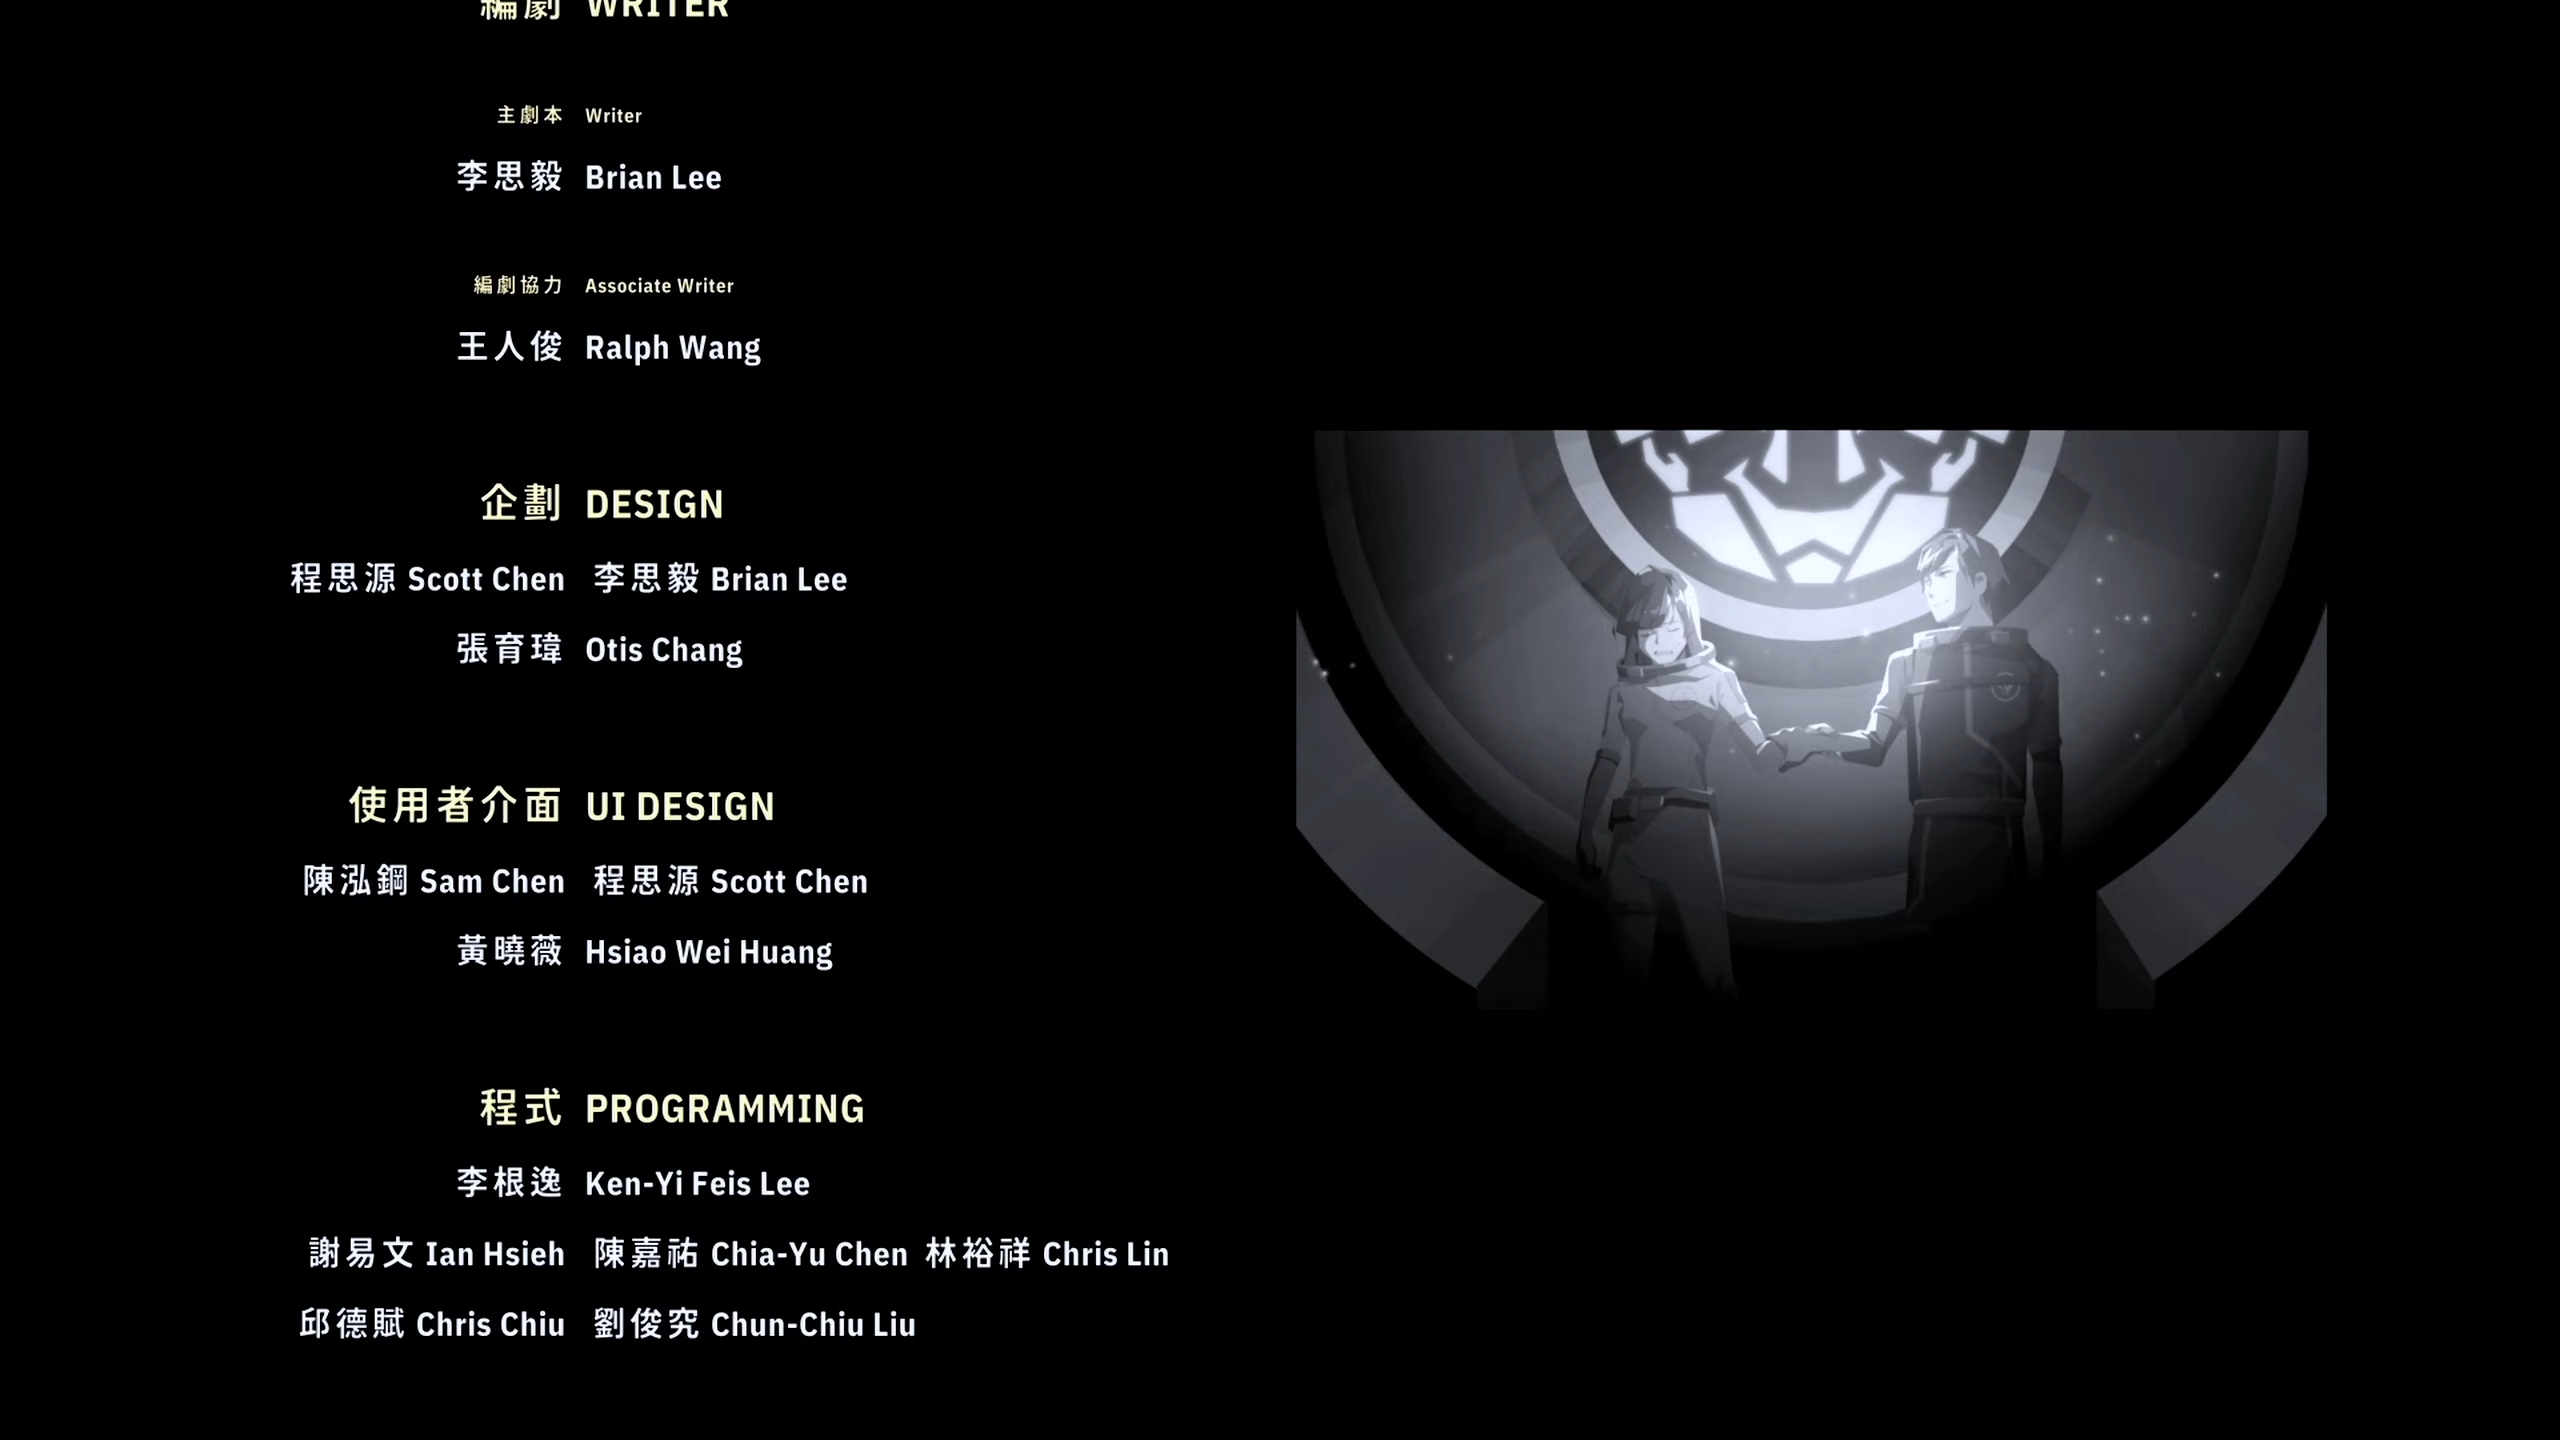 編劇 WRITER
主劇本 Writer
李思毅 Brian Lee
編劇協力 Associate Writer
王人俊 Ralph Wang
企劃 DESIGN
程思源 Scott Chen 李思毅 Brian Lee
張育瑋 Otis Chang
使用者介面 UI DESIGN
陳泓鋼 Sam Chen 程思源 Scott Chen
黃曉薇 Hsiao Wei Huang
程式 PROGRAMMING
李根逸 Ken-Yi Feis Lee
謝易文 Ian Hsieh 陳嘉祐 Chia-Yu Chen 林裕祥 Chris Lin
邱德賦 Chris Chiu 劉俊究 Chun-Chiu Liu